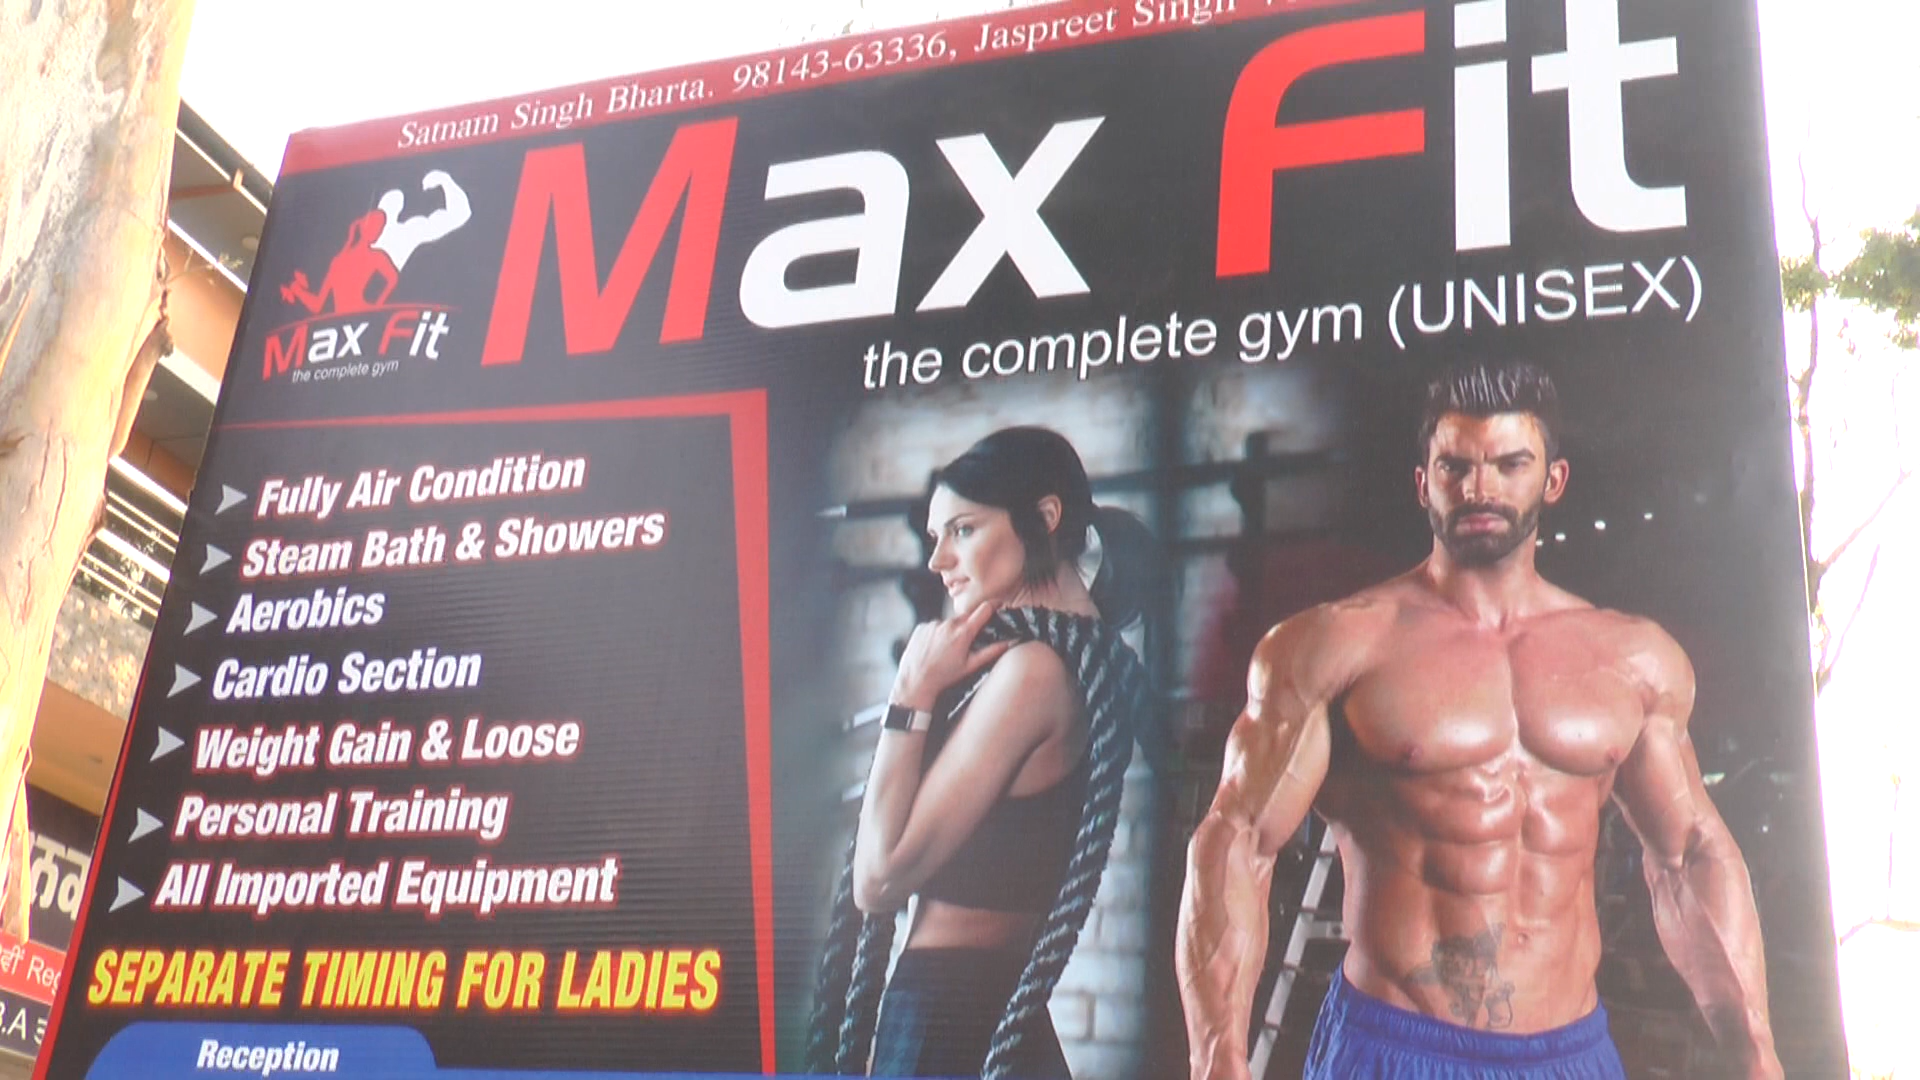 Satnam Singh Bharta. 98143-63336, Jaspreet Singh
Max Fit
the complete gym (UNISEX)
Max Fit
the complete gym
Fully Air Condition
Steam Bath & Showers
Aerobics
Cardio Section
Weight Gain & Loose
Personal Training
All Imported Equipment
SEPARATE TIMING FOR LADIES
Reception